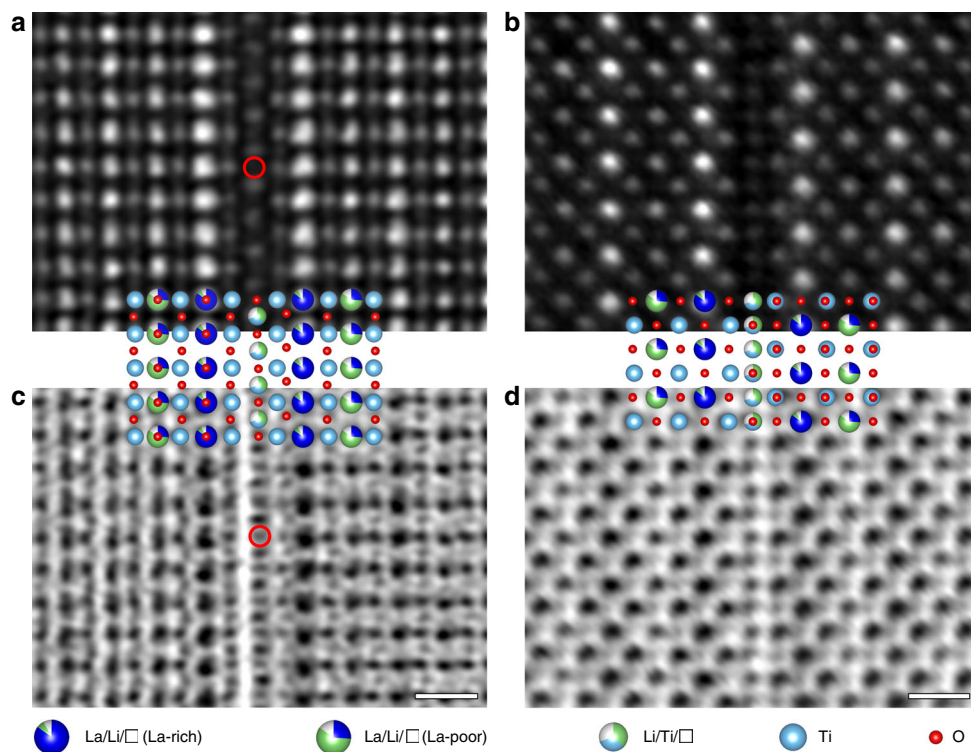 a
b
c
d
La/Li/□ (La-rich)
La/Li/□ (La-poor)
Li/Ti/□
Ti
O